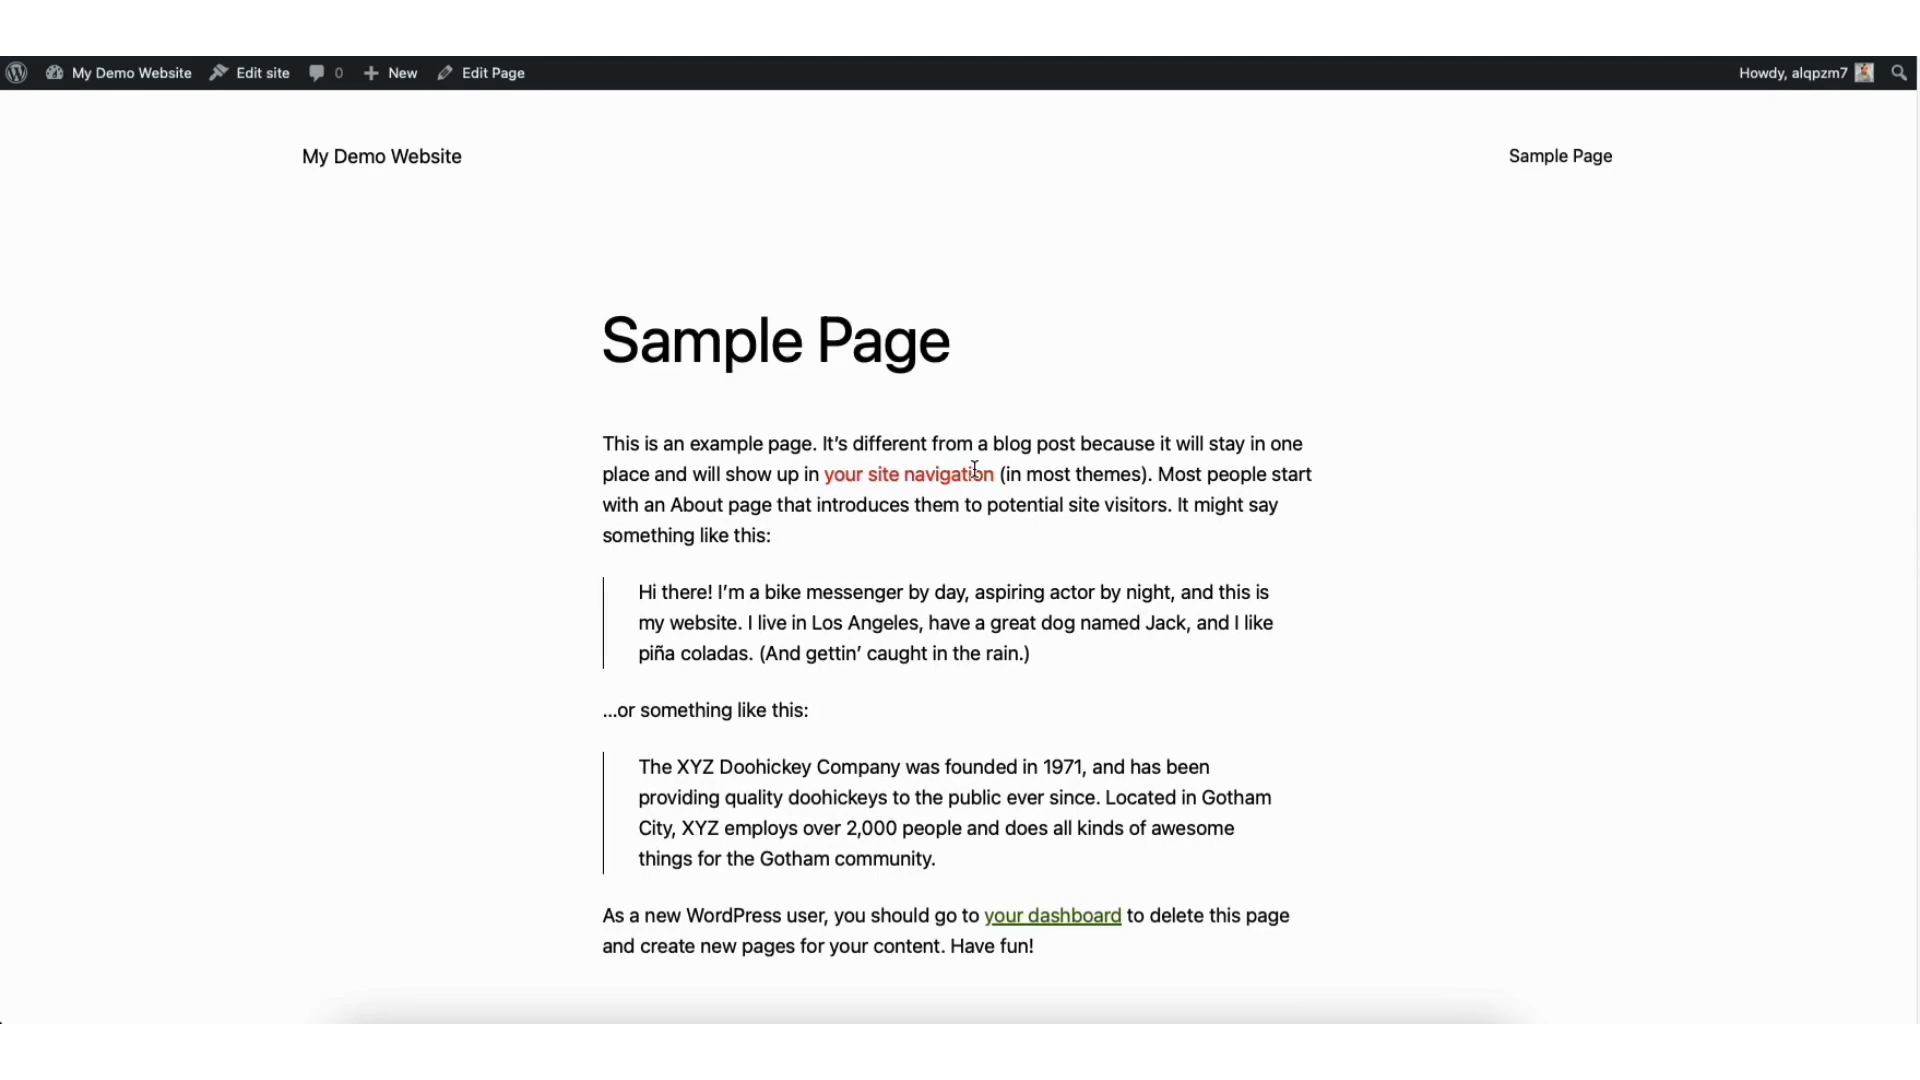 My Demo Website Edit site 0 New Edit Page Howdy, alqpzm7
My Demo Website Sample Page
Sample Page
This is an example page. It’s different from a blog post because it will stay in one
place and will show up in your site navigation (in most themes). Most people start
with an About page that introduces them to potential site visitors. It might say
something like this:
Hi there! I’m a bike messenger by day, aspiring actor by night, and this is
my website. I live in Los Angeles, have a great dog named Jack, and I like
piña coladas. (And gettin’ caught in the rain.)
…or something like this:
The XYZ Doohickey Company was founded in 1971, and has been
providing quality doohickeys to the public ever since. Located in Gotham
City, XYZ employs over 2,000 people and does all kinds of awesome
things for the Gotham community.
As a new WordPress user, you should go to your dashboard to delete this page
and create new pages for your content. Have fun!